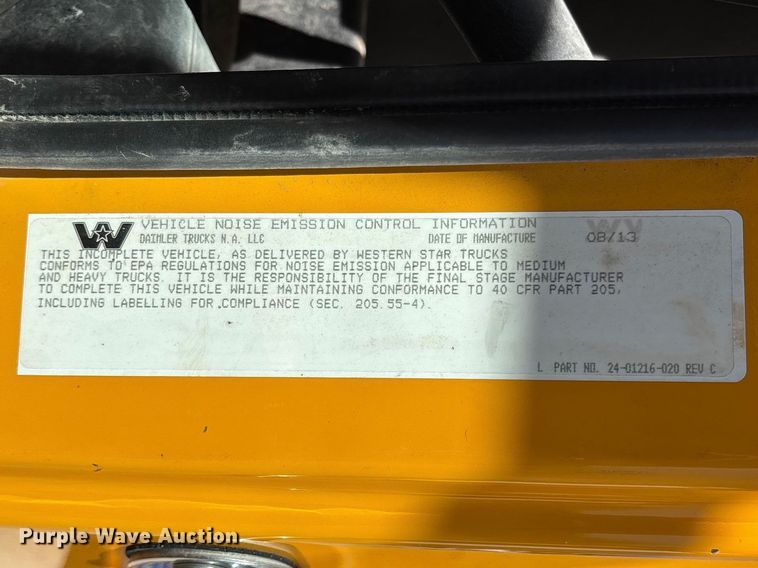 VEHICLE NOISE EMISSION CONTROL INFORMATION
DAIMLER TRUCKS N.A. LLC DATE OF MANUFACTURE 08/13
THIS INCOMPLETE VEHICLE, AS DELIVERED BY WESTERN STAR TRUCKS
CONFORMS TO EPA REGULATIONS FOR NOISE EMISSION APPLICABLE TO MEDIUM
AND HEAVY TRUCKS. IT IS THE RESPONSIBILITY OF THE FINAL STAGE MANUFACTURER
TO COMPLETE THIS VEHICLE WHILE MAINTAINING CONFORMANCE TO 40 CFR PART 205,
INCLUDING LABELLING FOR COMPLIANCE (SEC. 205.55-4).
L PART NO. 24-01216-020 REV C
Purple Wave Auction